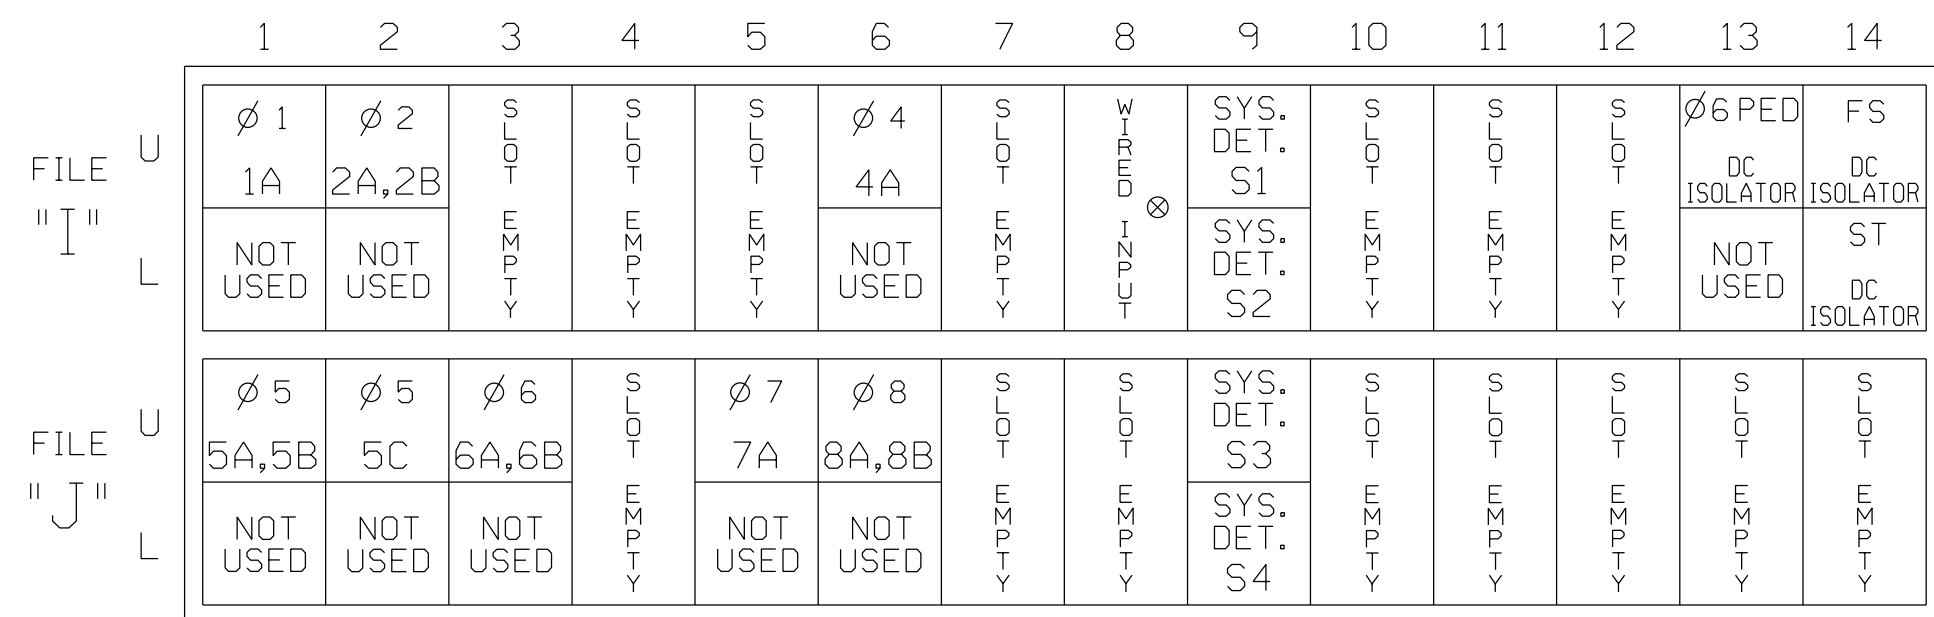 1 2 3 4 5 6 7 8 9 10 11 12 13 14
FILE
"I"
U
L
Ø 1
1A
NOT
USED
Ø 2
2A,2B
NOT
USED
SLOT EMPTY
SLOT EMPTY
SLOT EMPTY
Ø 4
4A
NOT
USED
SLOT EMPTY
WIRED INPUT
SYS.
DET.
S1
SYS.
DET.
S2
SLOT EMPTY
SLOT EMPTY
SLOT EMPTY
Ø6 PED
DC
ISOLATOR
NOT
USED
FS
DC
ISOLATOR
ST
DC
ISOLATOR
FILE
"J"
U
L
Ø 5
5A,5B
NOT
USED
Ø 5
5C
NOT
USED
Ø 6
6A,6B
NOT
USED
SLOT EMPTY
Ø 7
7A
NOT
USED
Ø 8
8A,8B
NOT
USED
SLOT EMPTY
SLOT EMPTY
SYS.
DET.
S3
SYS.
DET.
S4
SLOT EMPTY
SLOT EMPTY
SLOT EMPTY
SLOT EMPTY
SLOT EMPTY